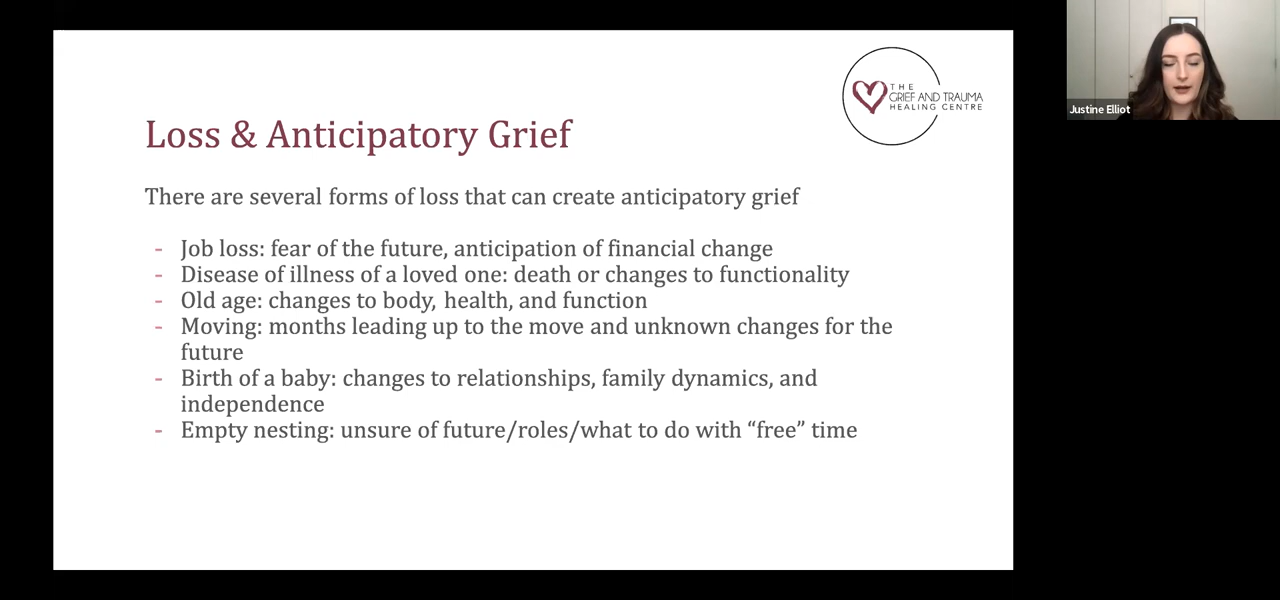 THE
GRIEF AND TRAUMA
HEALING CENTRE
Justine Elliot
Loss & Anticipatory Grief
There are several forms of loss that can create anticipatory grief
- Job loss: fear of the future, anticipation of financial change
- Disease of illness of a loved one: death or changes to functionality
- Old age: changes to body, health, and function
- Moving: months leading up to the move and unknown changes for the
future
- Birth of a baby: changes to relationships, family dynamics, and
independence
- Empty nesting: unsure of future/roles/what to do with “free” time